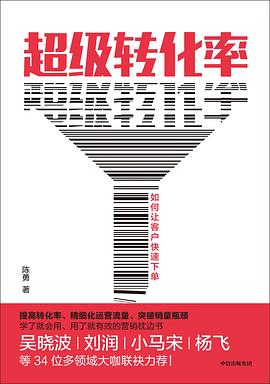 超级转化率
如何让客户快速下单
陈勇 著
提高转化率、精细化运营流量、突破销量瓶颈
学了就会用、用了就有效的营销枕边书
吴晓波|刘润|小马宋|杨飞
等34位多领域大咖联袂力荐!
中信出版集团